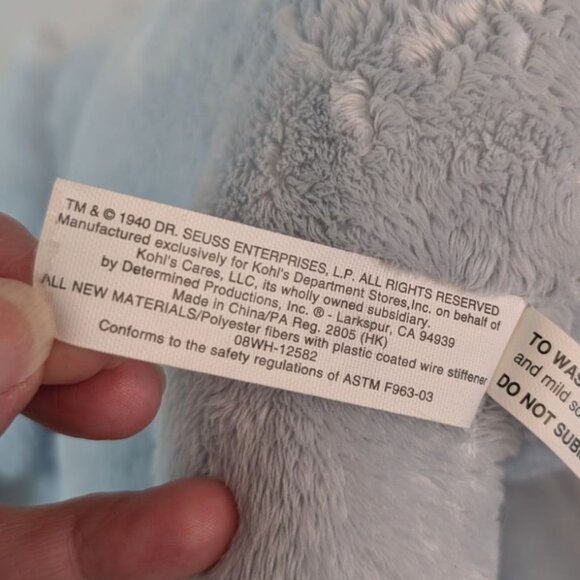 TM & © 1940 DR. SEUSS ENTERPRISES, L.P. ALL RIGHTS RESERVED
Manufactured exclusively for Kohl's Department Stores, Inc. on behalf of
Kohl's Cares, LLC, its wholly owned subsidiary.
by Determined Productions, Inc. ® - Larkspur, CA 94939
Made in China/PA Reg. 2805 (HK)
ALL NEW MATERIALS/Polyester fibers with plastic coated wire stiffener
08WH-12582
Conforms to the safety regulations of ASTM F963-03
TO WAS
and mild s
DO NOT SUBM